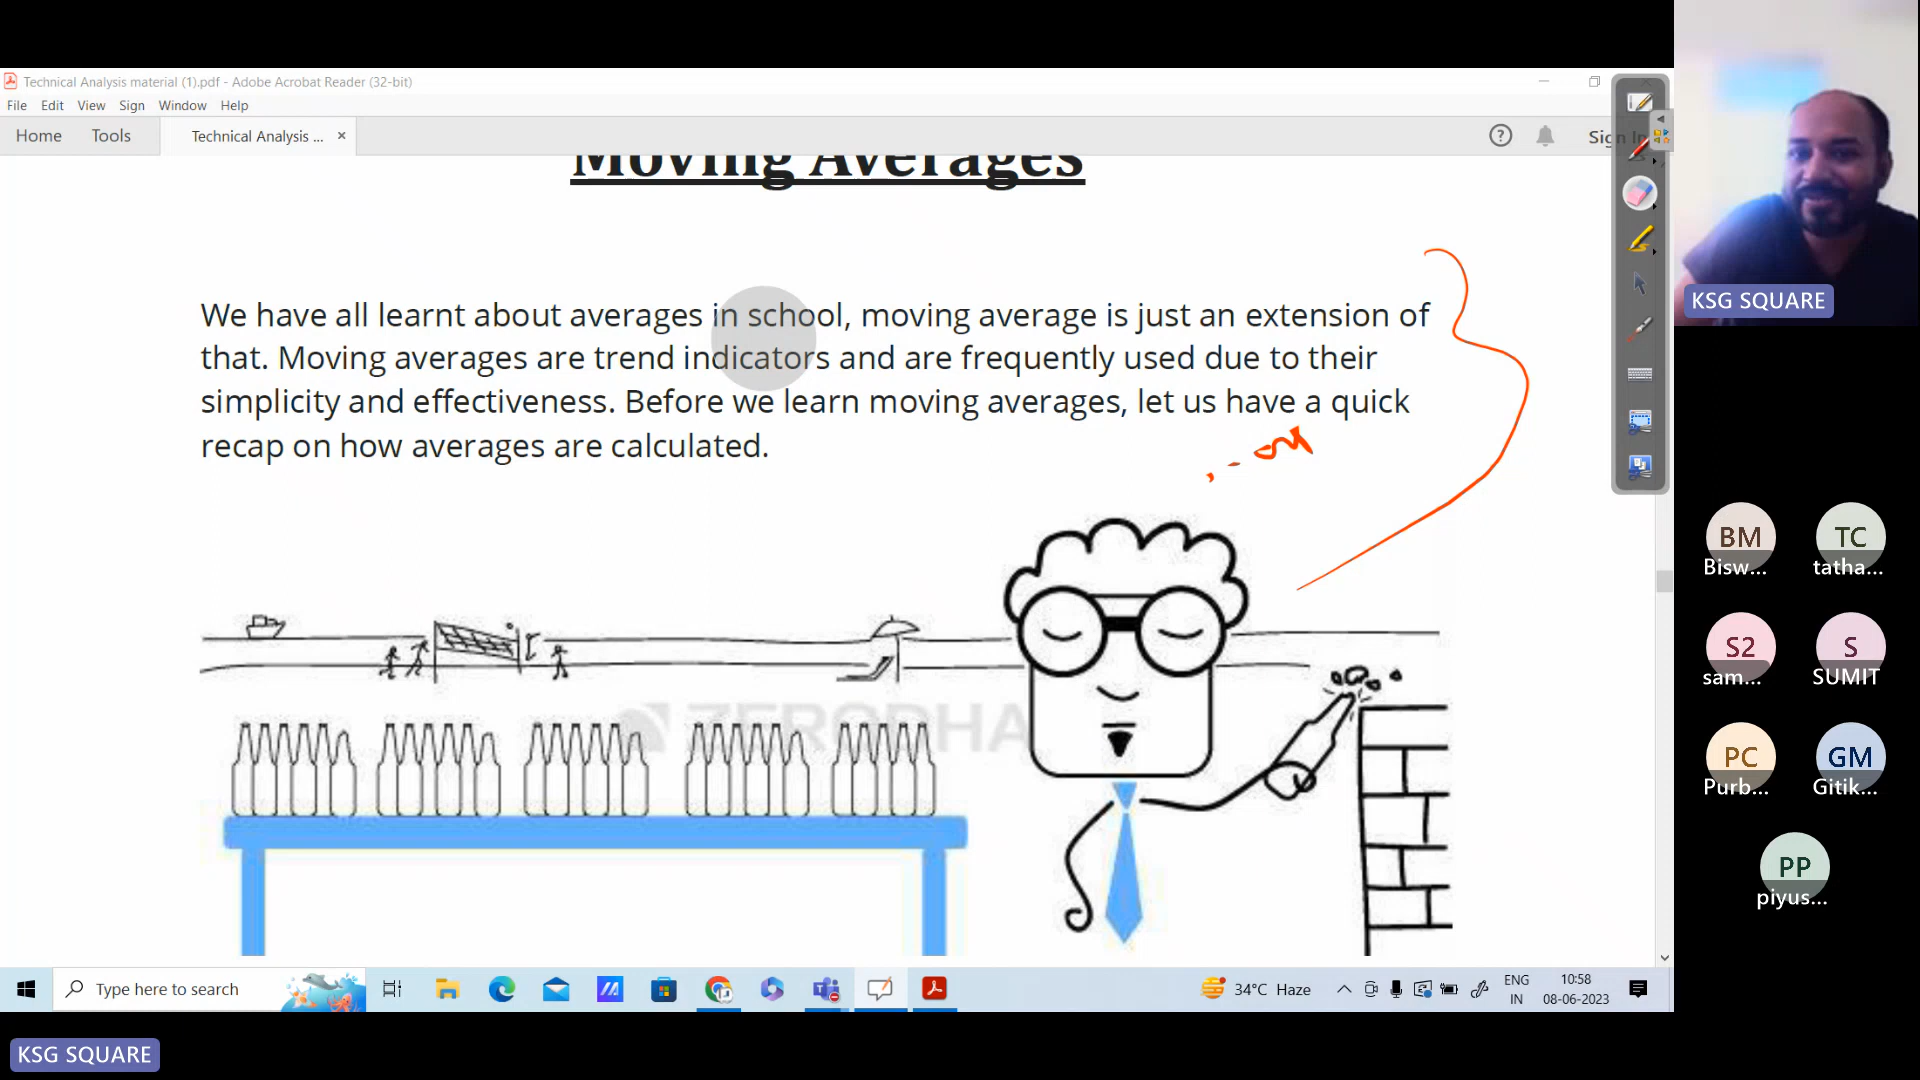 Technical Analysis material (1).pdf - Adobe Acrobat Reader (32-bit)
File Edit View Sign Window Help
Home Tools Technical Analysis ... × Sign In
Moving Averages
We have all learnt about averages in school, moving average is just an extension of
that. Moving averages are trend indicators and are frequently used due to their
simplicity and effectiveness. Before we learn moving averages, let us have a quick
recap on how averages are calculated.
ZERODHA
KSG SQUARE
BM
Bisw...
TC
tatha...
S2
sam...
S
SUMIT
PC
Purb...
GM
Gitik...
PP
piyus...
Type here to search
34°C Haze
ENG
IN
10:58
08-06-2023
KSG SQUARE